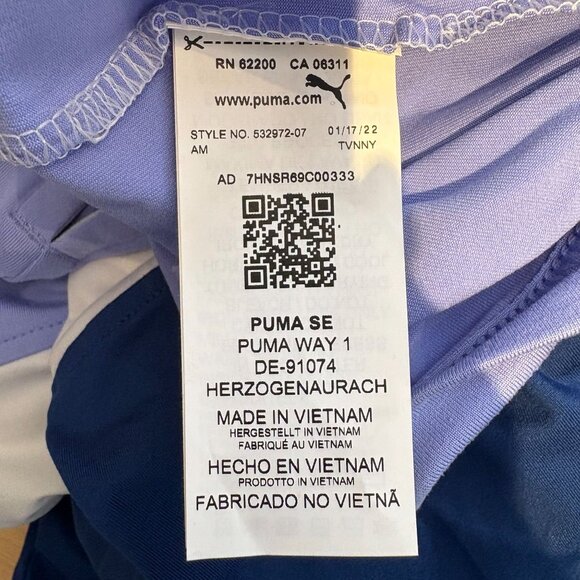 RN 62200 CA 06311
www.puma.com
STYLE NO. 532972-07 01/17/22
AM TVNNY
AD 7HNSR69C00333
PUMA SE
PUMA WAY 1
DE-91074
HERZOGENAURACH
MADE IN VIETNAM
HERGESTELLT IN VIETNAM
FABRIQUÉ AU VIETNAM
HECHO EN VIETNAM
PRODOTTO IN VIETNAM
FABRICADO NO VIETNÃ